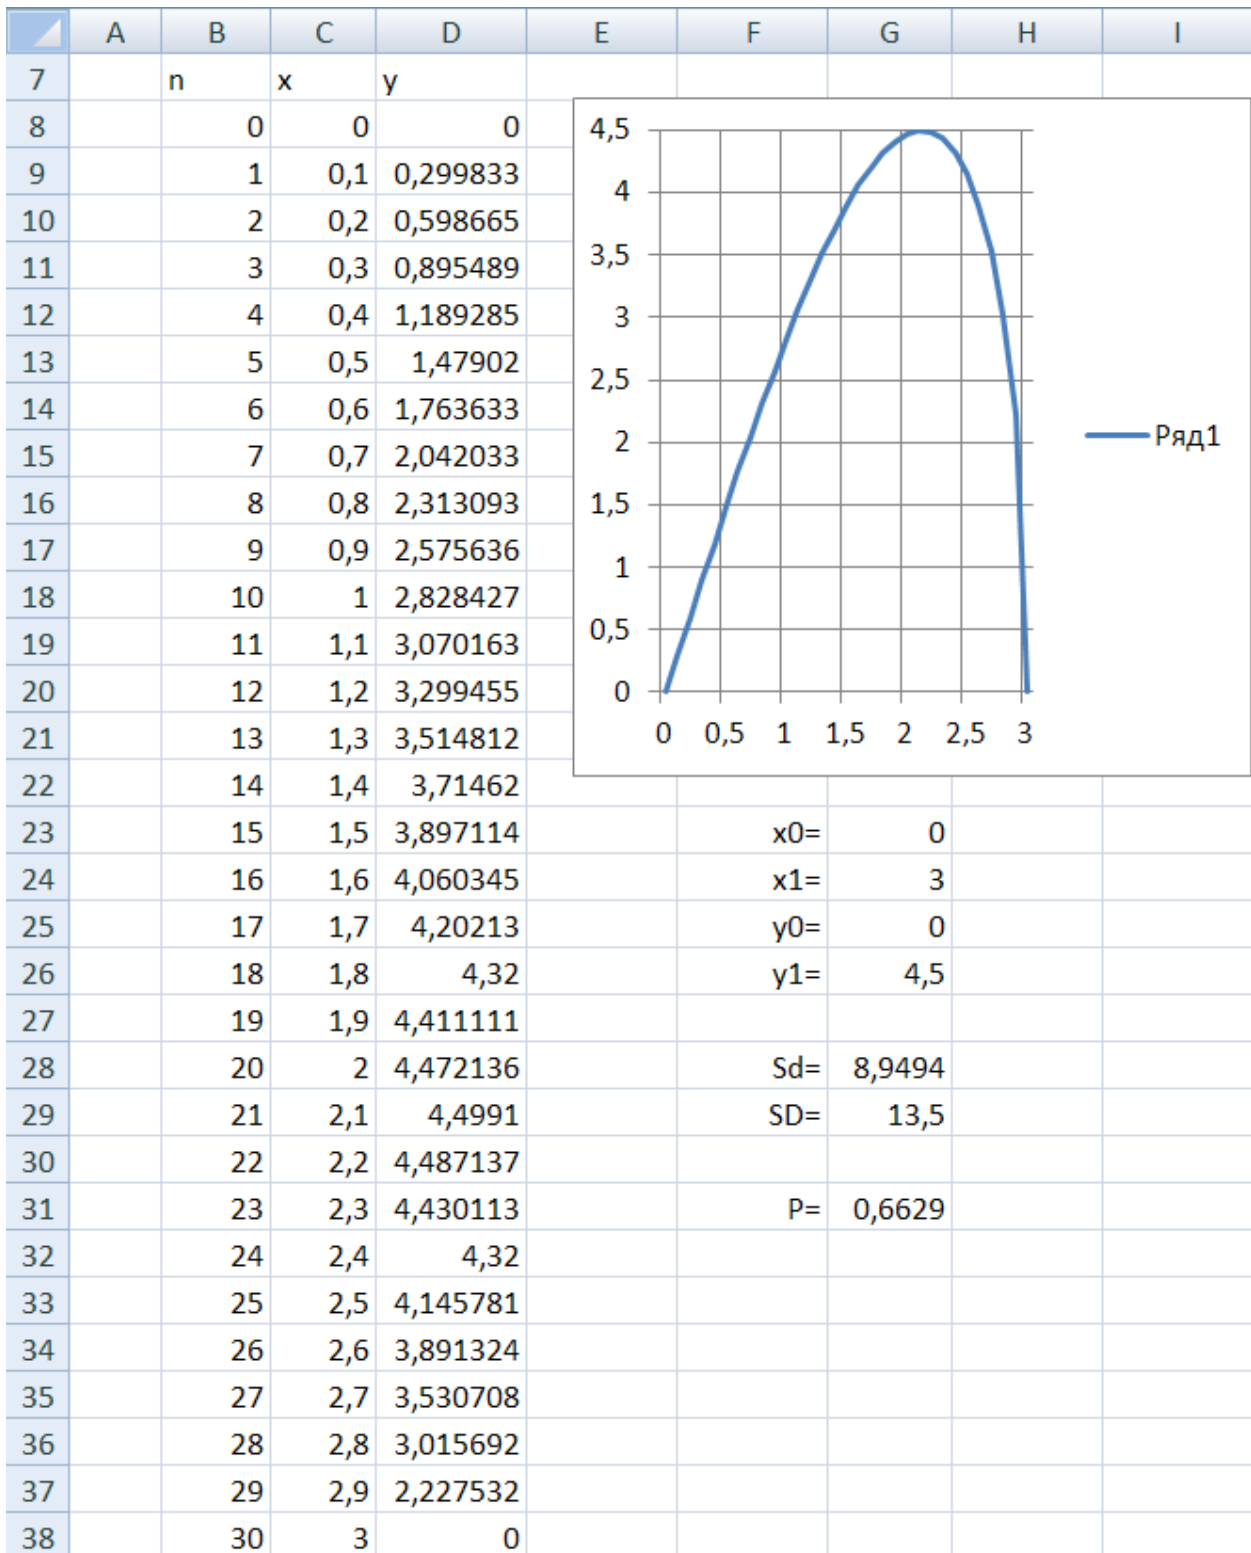 A B C D E F G H I
7 n x y
8 0 0 0
9 1 0,1 0,299833
10 2 0,2 0,598665
11 3 0,3 0,895489
12 4 0,4 1,189285
13 5 0,5 1,47902
14 6 0,6 1,763633
15 7 0,7 2,042033
16 8 0,8 2,313093
17 9 0,9 2,575636
18 10 1 2,828427
19 11 1,1 3,070163
20 12 1,2 3,299455
21 13 1,3 3,514812
22 14 1,4 3,71462
23 15 1,5 3,897114 x0= 0
24 16 1,6 4,060345 x1= 3
25 17 1,7 4,20213 y0= 0
26 18 1,8 4,32 y1= 4,5
27 19 1,9 4,411111
28 20 2 4,472136 Sd= 8,9494
29 21 2,1 4,4991 SD= 13,5
30 22 2,2 4,487137
31 23 2,3 4,430113 P= 0,6629
32 24 2,4 4,32
33 25 2,5 4,145781
34 26 2,6 3,891324
35 27 2,7 3,530708
36 28 2,8 3,015692
37 29 2,9 2,227532
38 30 3 0
4,5
4
3,5
3
2,5
2
1,5
1
0,5
0
0 0,5 1 1,5 2 2,5 3
Ряд1